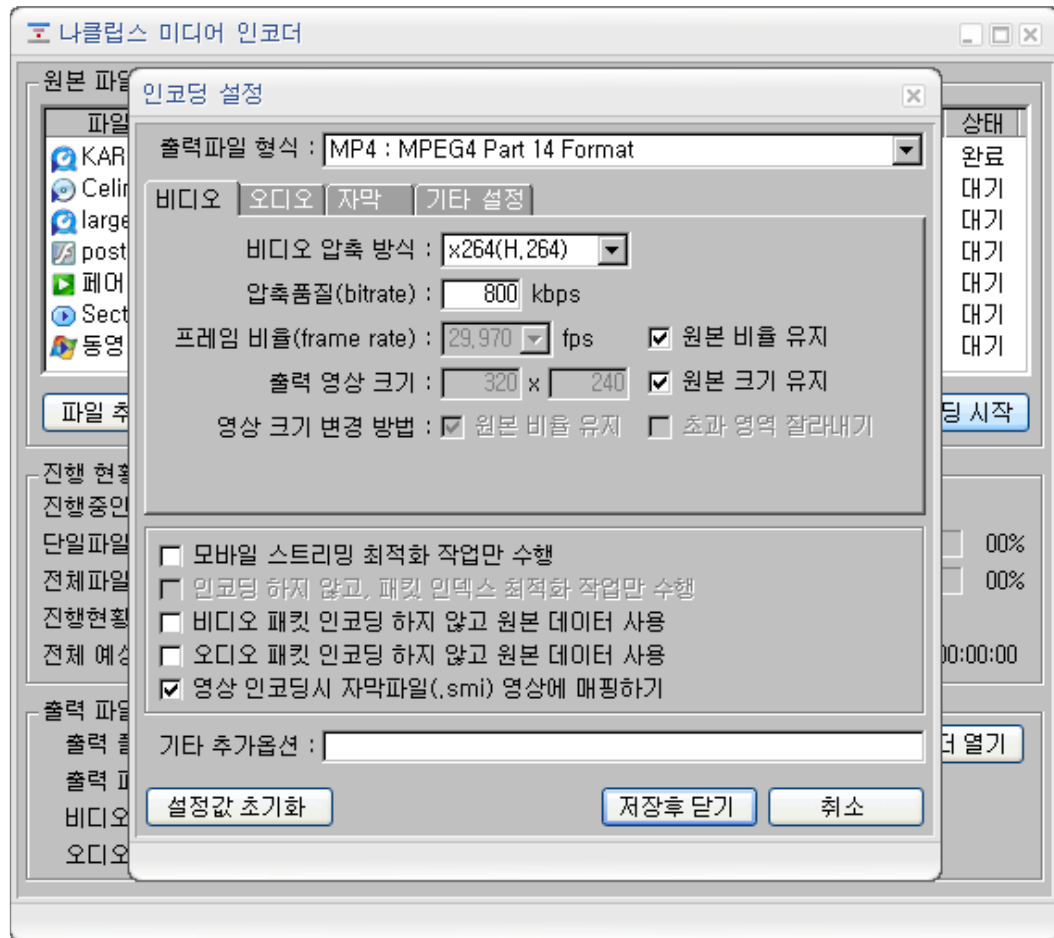 나클립스 미디어 인코더
원본 파일
파일 상태
KAR 완료
Celin 대기
large 대기
post 대기
페어 대기
Sect 대기
동영 대기
파일 추 딩 시작
진행 현황
진행중인
단일파일 00%
전체파일 00%
진행현황
전체 예상 00:00:00
출력 파일
출력 폴 더 열기
출력 파
비디오
오디오
인코딩 설정
출력파일 형식 : MP4 : MPEG4 Part 14 Format
비디오 오디오 자막 기타 설정
비디오 압축 방식 : x264(H.264)
압축품질(bitrate) : 800 kbps
프레임 비율(frame rate) : 29,970 fps 원본 비율 유지
출력 영상 크기 : 320 x 240 원본 크기 유지
영상 크기 변경 방법 : 원본 비율 유지 초과 영역 잘라내기
모바일 스트리밍 최적화 작업만 수행
인코딩 하지 않고, 패킷 인덱스 최적화 작업만 수행
비디오 패킷 인코딩 하지 않고 원본 데이터 사용
오디오 패킷 인코딩 하지 않고 원본 데이터 사용
영상 인코딩시 자막파일(.smi) 영상에 매핑하기
기타 추가옵션 :
설정값 초기화 저장후 닫기 취소